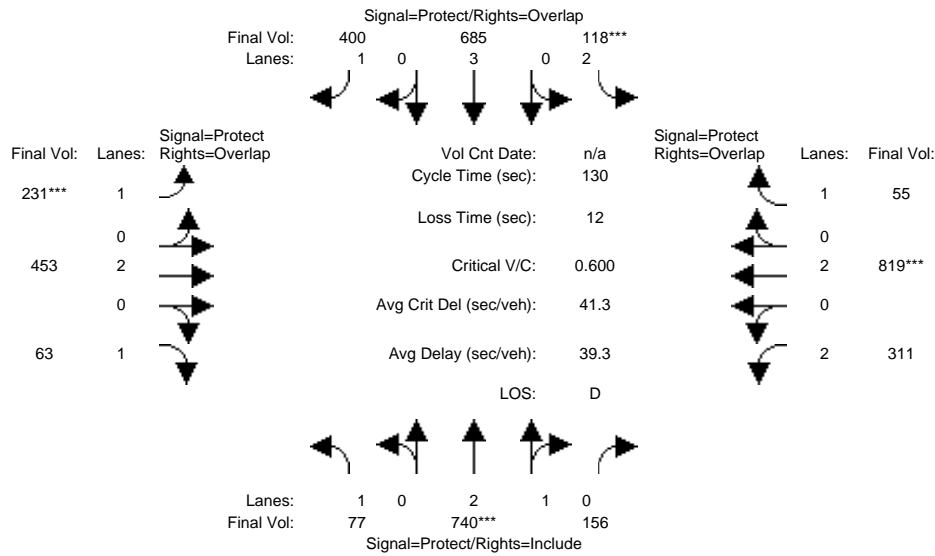 Signal=Protect/Rights=Overlap
Final Vol: 400 685 118***
Lanes: 1 0 3 0 2
Signal=Protect
Final Vol: Lanes: Rights=Overlap
Vol Cnt Date: n/a
Signal=Protect
Rights=Overlap Lanes: Final Vol:
Cycle Time (sec): 130
231*** 1
1 55
Loss Time (sec): 12
0
0
453 2
Critical V/C: 0.600
2 819***
0
Avg Crit Del (sec/veh): 41.3
0
63 1
Avg Delay (sec/veh): 39.3
2 311
LOS: D
Lanes: 1 0 2 1 0
Final Vol: 77 740*** 156
Signal=Protect/Rights=Include